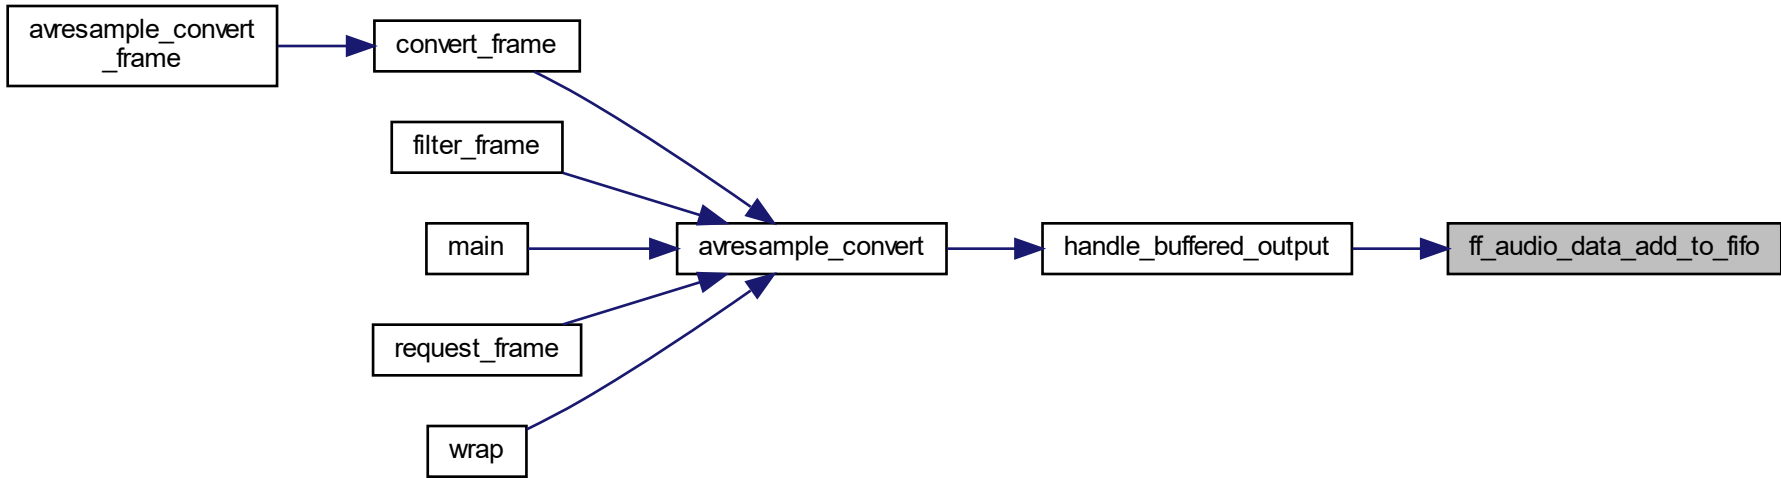 avresample_convert
_frame
convert_frame
filter_frame
main
avresample_convert
handle_buffered_output
ff_audio_data_add_to_fifo
request_frame
wrap